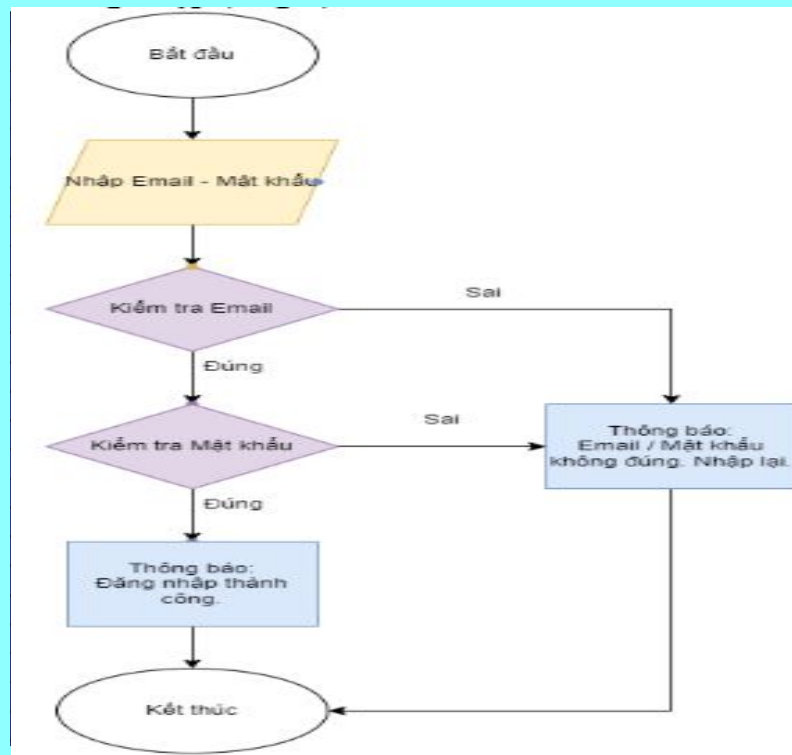 Bắt đầu
Nhập Email - Mật khẩu
Kiểm tra Email
Sai
Đúng
Kiểm tra Mật khẩu
Sai
Thông báo:
Email / Mật khẩu
không đúng. Nhập lại.
Đúng
Thông báo:
Đăng nhập thành
công.
Kết thúc